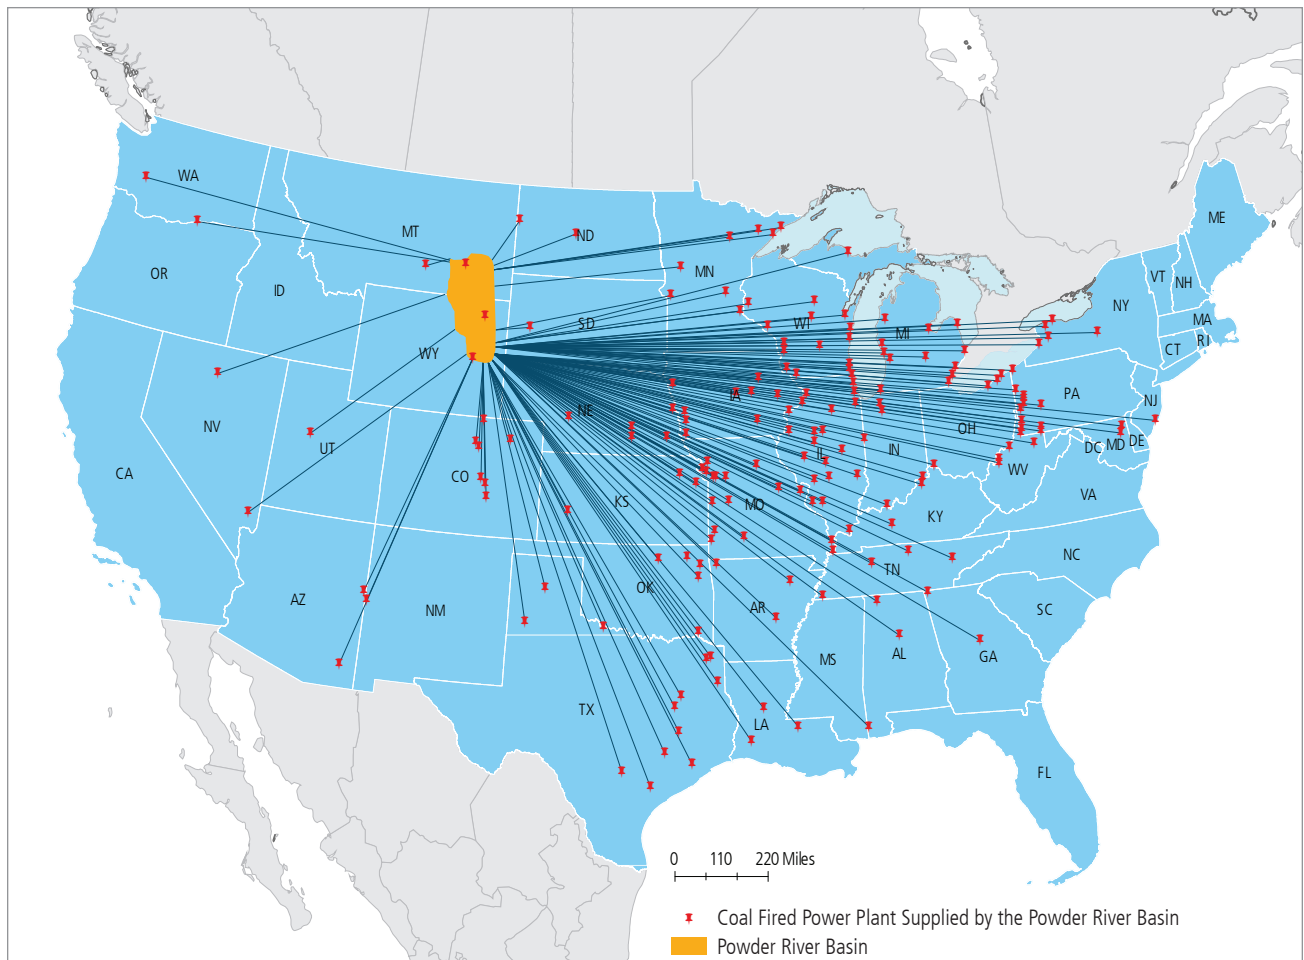 WA
MT
ND
ME
OR
ID
MN
VT
NH
NY
MA
SD
WI
MI
WY
CT
RI
NV
UT
NE
IA
PA
NJ
CA
CO
KS
MO
IL
IN
OH
WV
DC
MD
DE
VA
KY
AZ
NM
OK
AR
TN
NC
SC
MS
AL
GA
TX
LA
FL
0 110 220 Miles
Coal Fired Power Plant Supplied by the Powder River Basin
Powder River Basin